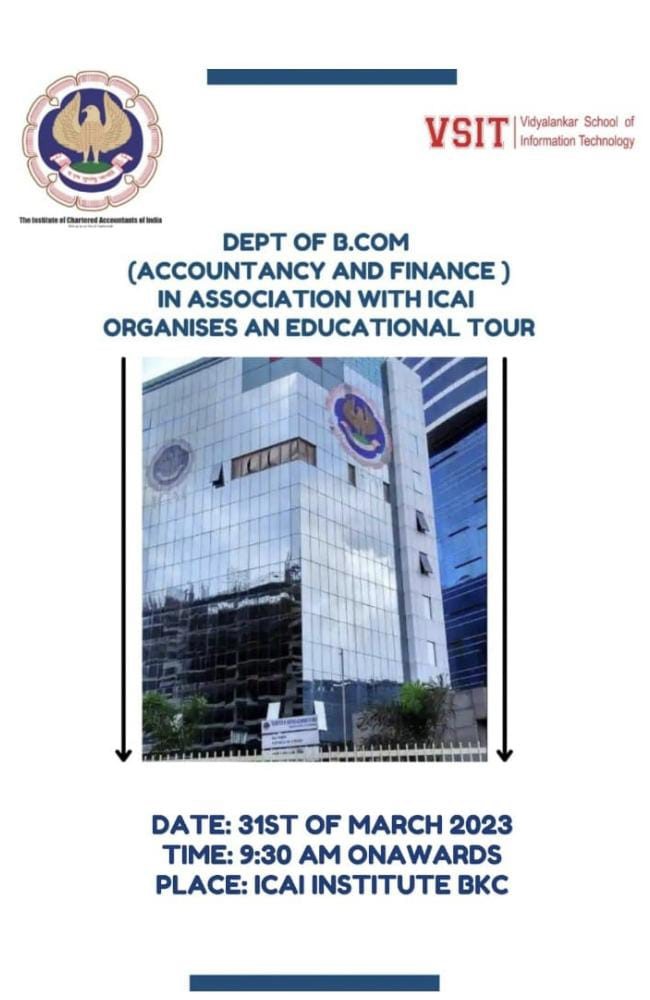 The Institute of Chartered Accountants of India
VSIT
Vidyalankar School of
Information Technology
DEPT OF B.COM
(ACCOUNTANCY AND FINANCE )
IN ASSOCIATION WITH ICAI
ORGANISES AN EDUCATIONAL TOUR
DATE: 31ST OF MARCH 2023
TIME: 9:30 AM ONAWARDS
PLACE: ICAI INSTITUTE BKC